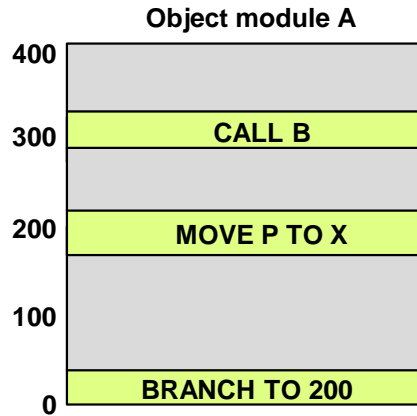 Object module A
400
300
CALL B
200
MOVE P TO X
100
0
BRANCH TO 200